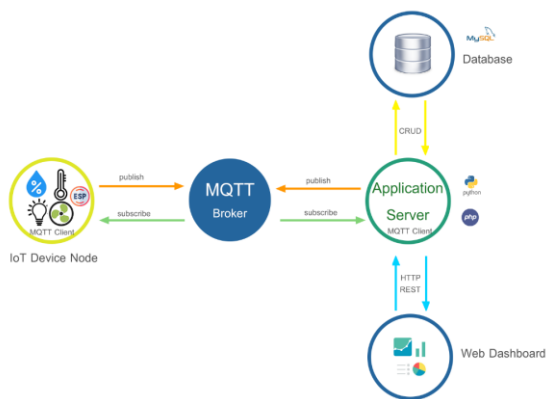 MySQL
Database
CRUD
publish
%
ESP
MQTT Client
IoT Device Node
subscribe
MQTT
Broker
publish
subscribe
Application
Server
MQTT Client
python
php
HTTP
REST
Web Dashboard